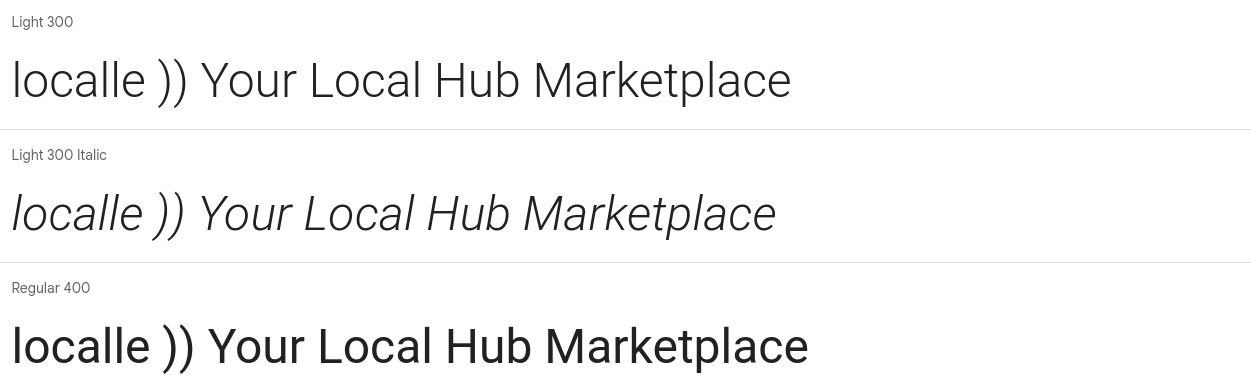 Light 300
localle )) Your Local Hub Marketplace
Light 300 Italic
localle )) Your Local Hub Marketplace
Regular 400
localle )) Your Local Hub Marketplace